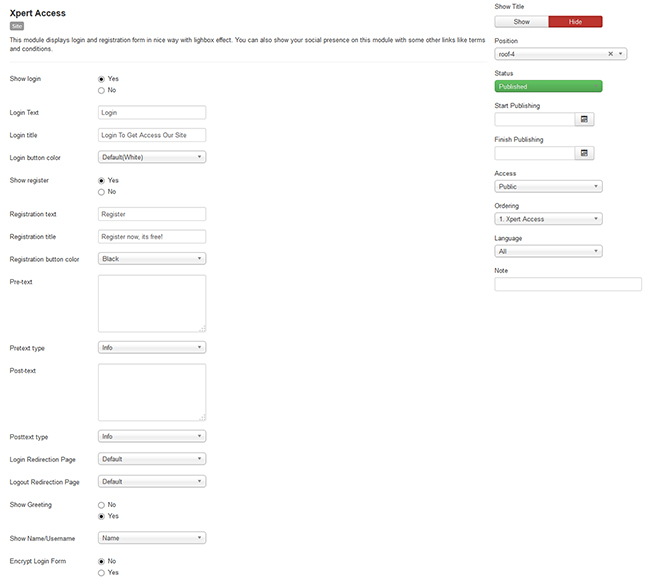 Xpert Access
Site
This module displays login and registration form in nice way with lighbox effect. You can also show your social presence on this module with some other links like terms
and conditions.
Show login
Yes
No
Login Text
Login
Login title
Login To Get Access Our Site
Login button color
Default(White)
Show register
Yes
No
Registration text
Register
Registration title
Register now, its free!
Registration button color
Black
Pre-text
Pretext type
Info
Post-text
Posttext type
Info
Login Redirection Page
Default
Logout Redirection Page
Default
Show Greeting
No
Yes
Show Name/Username
Name
Encrypt Login Form
No
Yes
Show Title
Show
Hide
Position
roof-4
Status
Published
Start Publishing
Finish Publishing
Access
Public
Ordering
1. Xpert Access
Language
All
Note